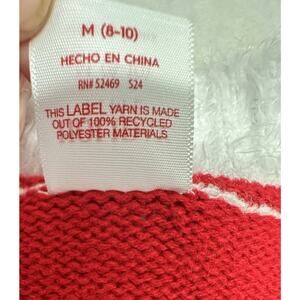 M (8-10)
HECHO EN CHINA
RN# 52469 S24
THIS LABEL YARN IS MADE
OUT OF 100% RECYCLED
POLYESTER MATERIALS